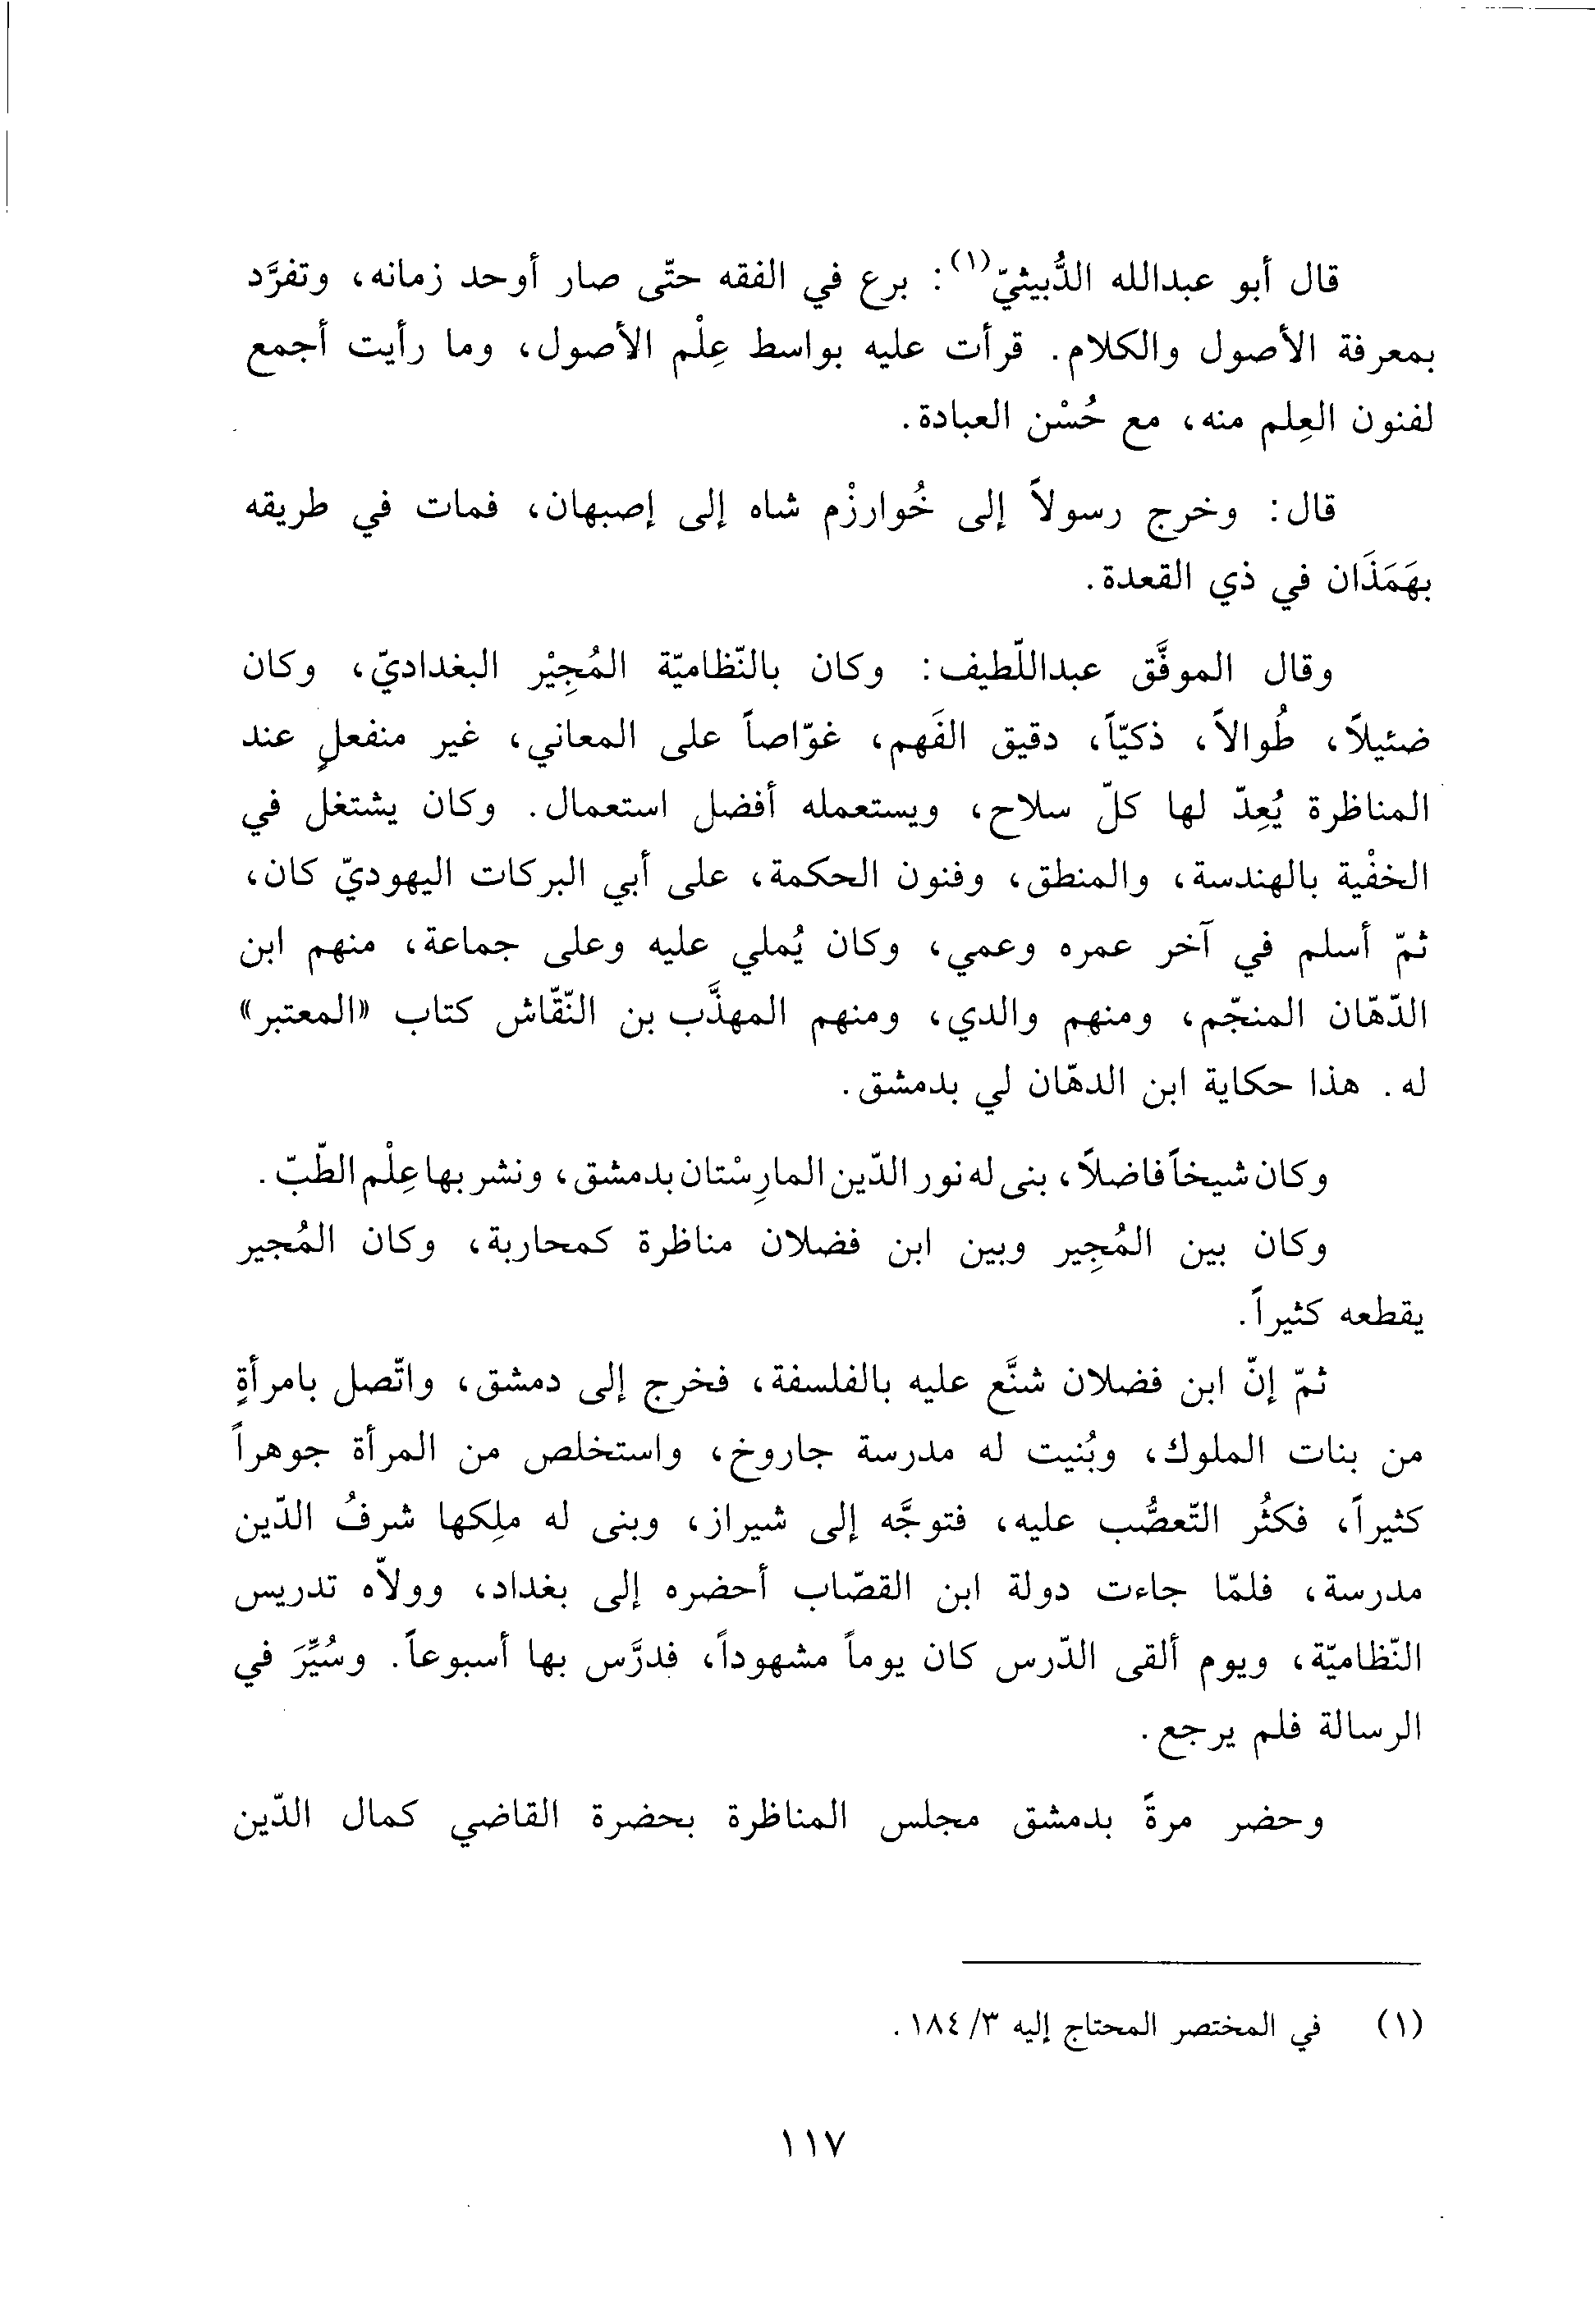 قال أبو عبدالله الدُّبيثيّ(١): برع في الفقه حتّى صار أوحد زمانه، وتفرَّد
بمعرفة الأصول والكلام. قرأت عليه بواسط عِلْم الأصول، وما رأيت أجمع
لفنون العِلم منه، مع حُسْن العبادة.
قال: وخرج رسولاً إلى خُوارزْم شاه إلى إصبهان، فمات في طريقه
بهَمَذَان في ذي القعدة.
وقال الموفَّق عبداللّطيف: وكان بالنّظاميّة المُجِيْر البغداديّ، وكان
ضئيلاً، طُوالاً، ذكيّاً، دقيق الفَهم، غوّاصاً على المعاني، غير منفعلٍ عند
المناظرة يُعِدّ لها كلّ سلاح، ويستعمله أفضل استعمال. وكان يشتغل في
الخفْية بالهندسة، والمنطق، وفنون الحكمة، على أبي البركات اليهوديّ كان،
ثمّ أسلم في آخر عمره وعمي، وكان يُملي عليه وعلى جماعة، منهم ابن
الدّهّان المنجّم، ومنهم والدي، ومنهم المهذَّب بن النّقّاش كتاب «المعتبر»
له. هذا حكاية ابن الدهّان لي بدمشق.
وكان شيخاً فاضلاً، بنى له نور الدّين المارِسْتان بدمشق، ونشر بها عِلْم الطّبّ.
وكان بين المُجِير وبين ابن فضلان مناظرة كمحاربة، وكان المُجير
يقطعه كثيراً.
ثمّ إنّ ابن فضلان شنَّع عليه بالفلسفة، فخرج إلى دمشق، واتّصل بامرأةٍ
من بنات الملوك، وبُنيت له مدرسة جاروخ، واستخلص من المرأة جوهراً
كثيراً، فكثُر التّعصُّب عليه، فتوجَّه إلى شيراز، وبنى له ملِكها شرفُ الدّين
مدرسة، فلمّا جاءت دولة ابن القصّاب أحضره إلى بغداد، وولاّه تدريس
النّظاميّة، ويوم ألقى الدّرس كان يوماً مشهوداً، فدرَّس بها أسبوعاً. وسُيِّرَ في
الرسالة فلم يرجع.
وحضر مرةً بدمشق مجلس المناظرة بحضرة القاضي كمال الدّين
(١) في المختصر المحتاج إليه ٣/ ١٨٤.
١١٧